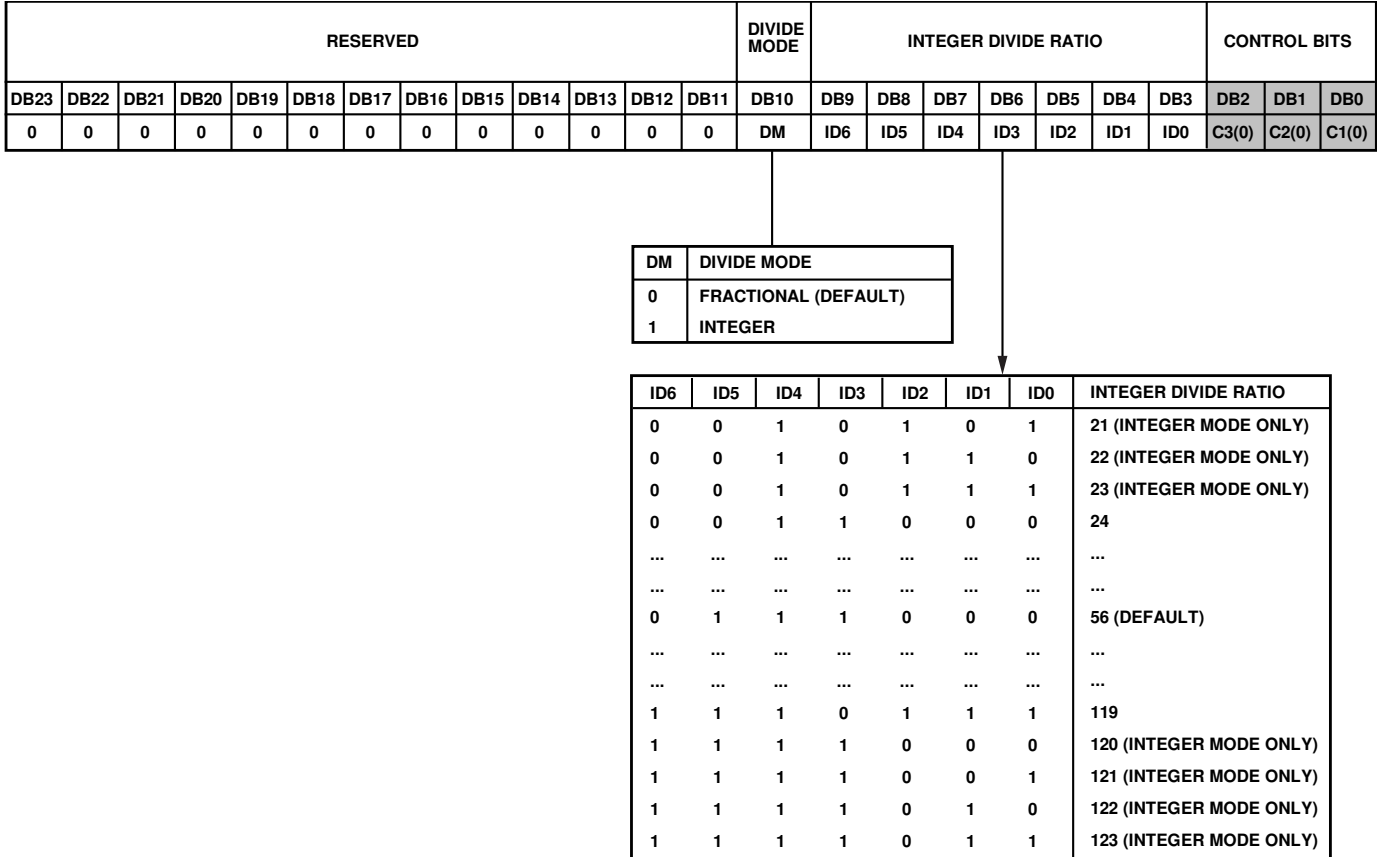 RESERVED DIVIDE MODE INTEGER DIVIDE RATIO CONTROL BITS
DB23 DB22 DB21 DB20 DB19 DB18 DB17 DB16 DB15 DB14 DB13 DB12 DB11 DB10 DB9 DB8 DB7 DB6 DB5 DB4 DB3 DB2 DB1 DB0
0 0 0 0 0 0 0 0 0 0 0 0 0 DM ID6 ID5 ID4 ID3 ID2 ID1 ID0 C3(0) C2(0) C1(0)
DM DIVIDE MODE
0 FRACTIONAL (DEFAULT)
1 INTEGER
ID6 ID5 ID4 ID3 ID2 ID1 ID0 INTEGER DIVIDE RATIO
0 0 1 0 1 0 1 21 (INTEGER MODE ONLY)
0 0 1 0 1 1 0 22 (INTEGER MODE ONLY)
0 0 1 0 1 1 1 23 (INTEGER MODE ONLY)
0 0 1 1 0 0 0 24
... ... ... ... ... ... ... ...
... ... ... ... ... ... ... ...
0 1 1 1 0 0 0 56 (DEFAULT)
... ... ... ... ... ... ... ...
... ... ... ... ... ... ... ...
1 1 1 0 1 1 1 119
1 1 1 1 0 0 0 120 (INTEGER MODE ONLY)
1 1 1 1 0 0 1 121 (INTEGER MODE ONLY)
1 1 1 1 0 1 0 122 (INTEGER MODE ONLY)
1 1 1 1 0 1 1 123 (INTEGER MODE ONLY)